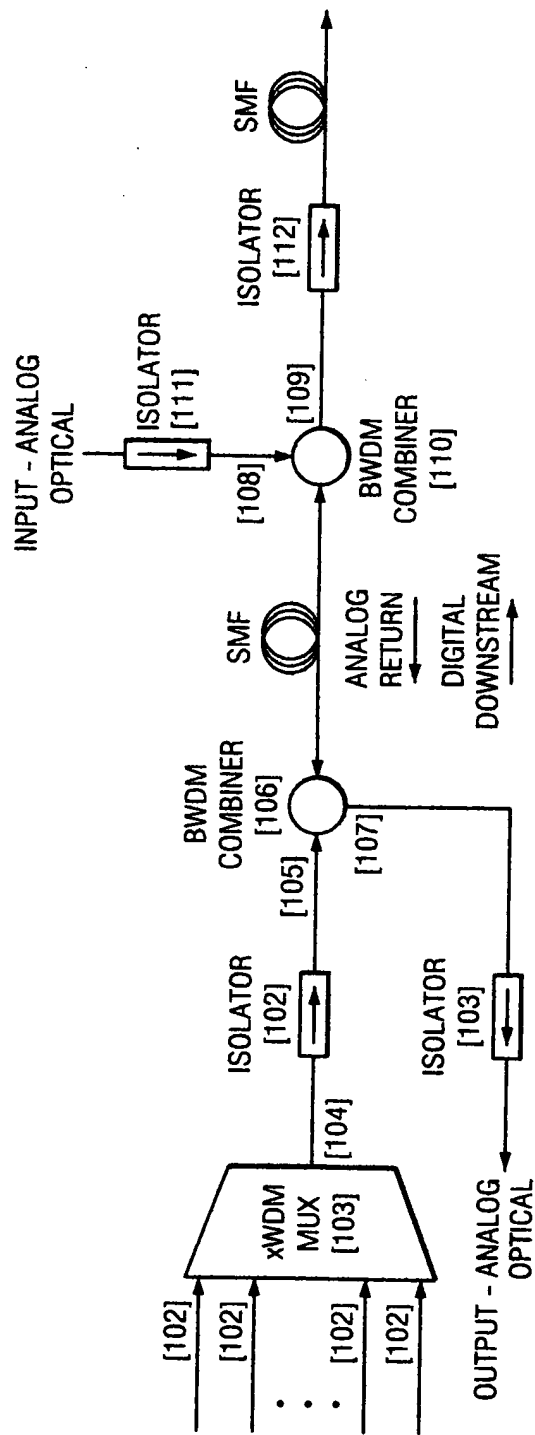 [102]
[102]
[102]
[102]
xWDM
MUX
[103]
[104]
ISOLATOR
[102]
[105]
BWDM
COMBINER
[106]
[107]
ISOLATOR
[103]
OUTPUT - ANALOG
OPTICAL
SMF
ANALOG
RETURN
DIGITAL
DOWNSTREAM
INPUT - ANALOG
OPTICAL
ISOLATOR
[111]
[108]
[109]
BWDM
COMBINER
[110]
ISOLATOR
[112]
SMF